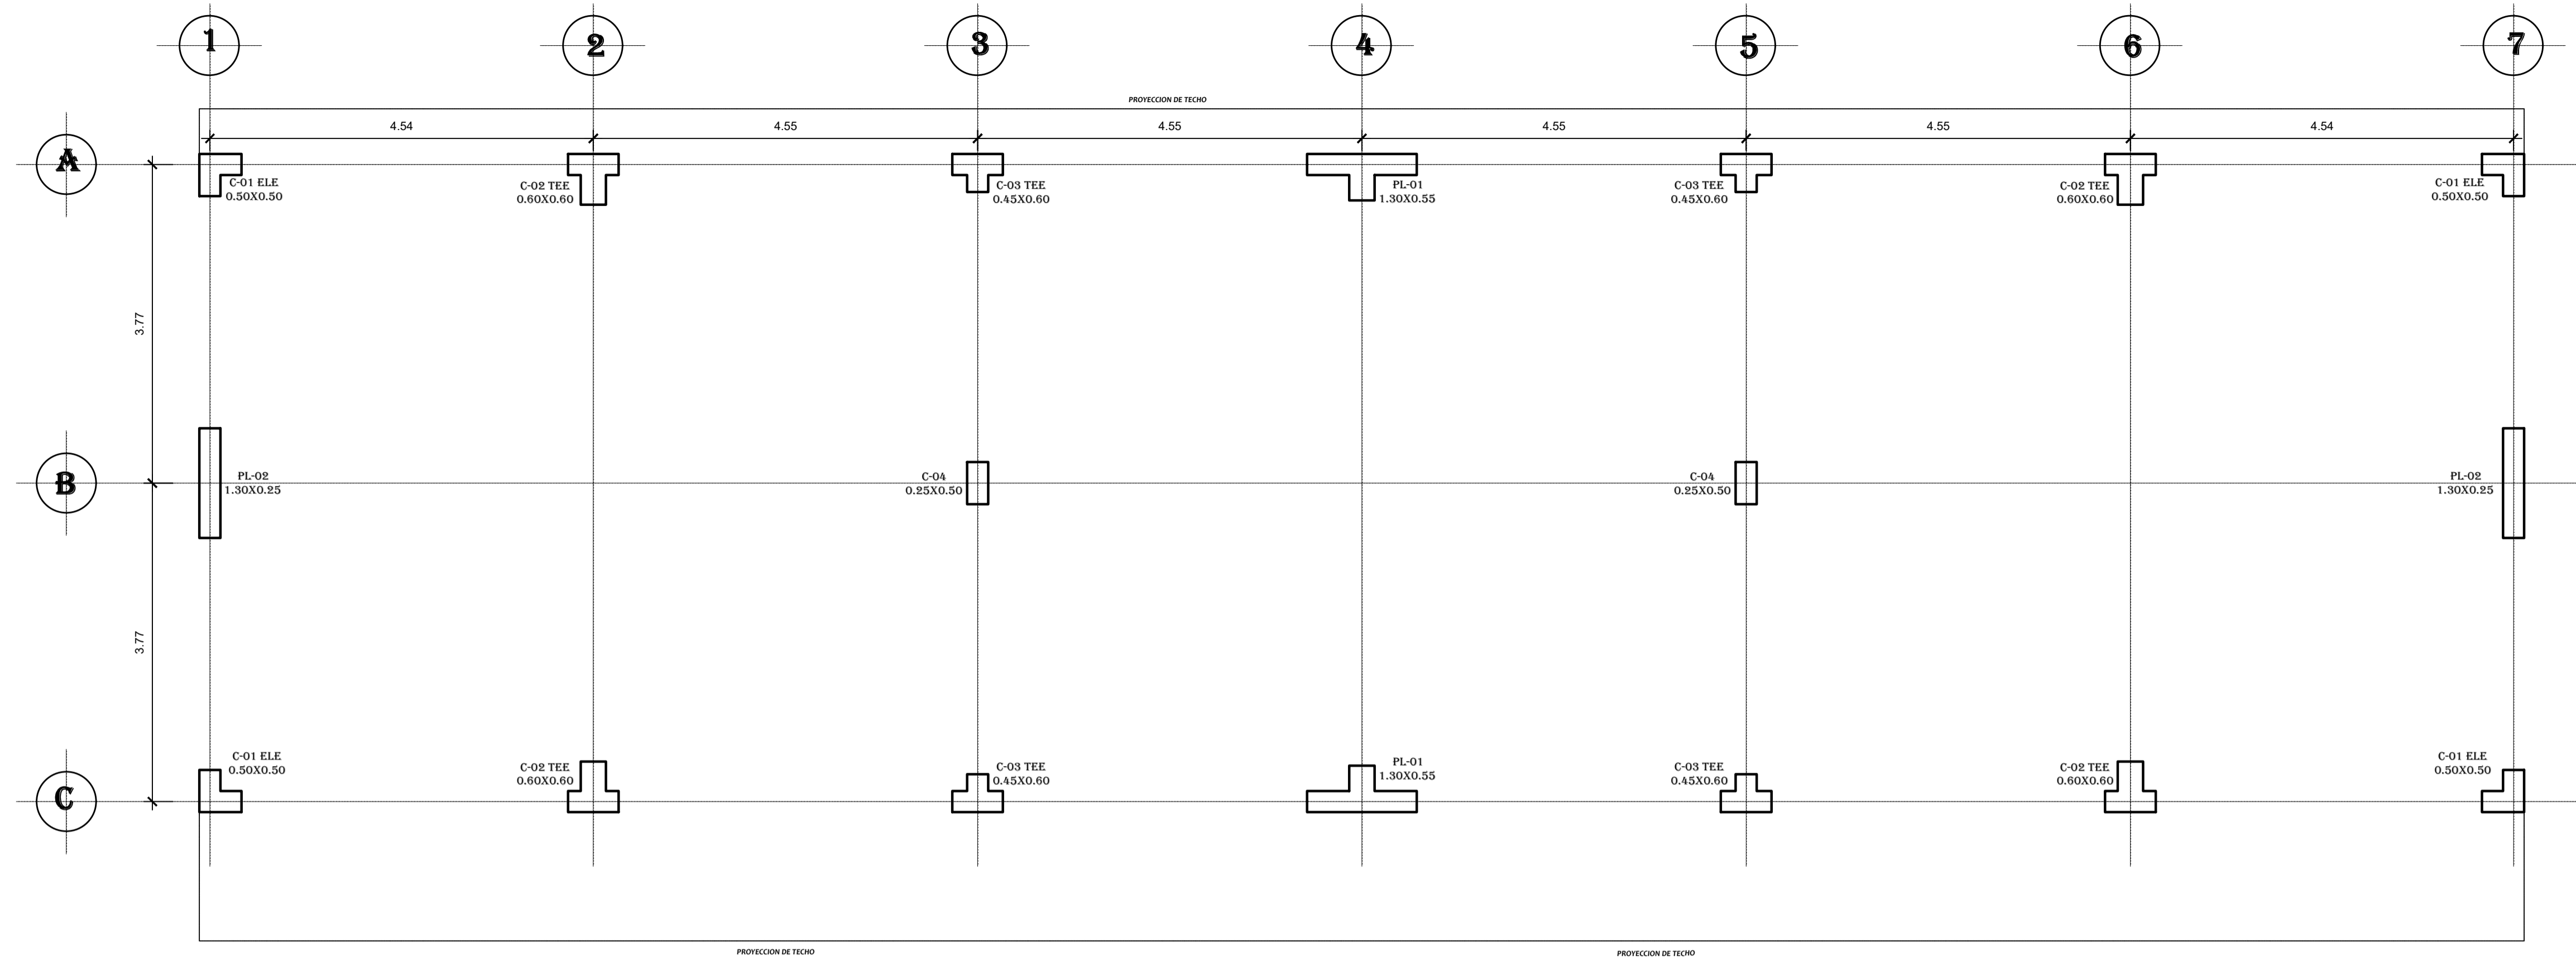 1
2
3
4
5
6
7
PROYECCION DE TECHO
4.54
4.55
4.55
4.55
4.55
4.54
A
C-01 ELE
0.50X0.50
C-02 TEE
0.60X0.60
C-03 TEE
0.45X0.60
PL-01
1.30X0.55
C-03 TEE
0.45X0.60
C-02 TEE
0.60X0.60
C-01 ELE
0.50X0.50
3.77
B
PL-02
1.30X0.25
C-04
0.25X0.50
C-04
0.25X0.50
PL-02
1.30X0.25
3.77
C
C-01 ELE
0.50X0.50
C-02 TEE
0.60X0.60
C-03 TEE
0.45X0.60
PL-01
1.30X0.55
C-03 TEE
0.45X0.60
C-02 TEE
0.60X0.60
C-01 ELE
0.50X0.50
PROYECCION DE TECHO
PROYECCION DE TECHO